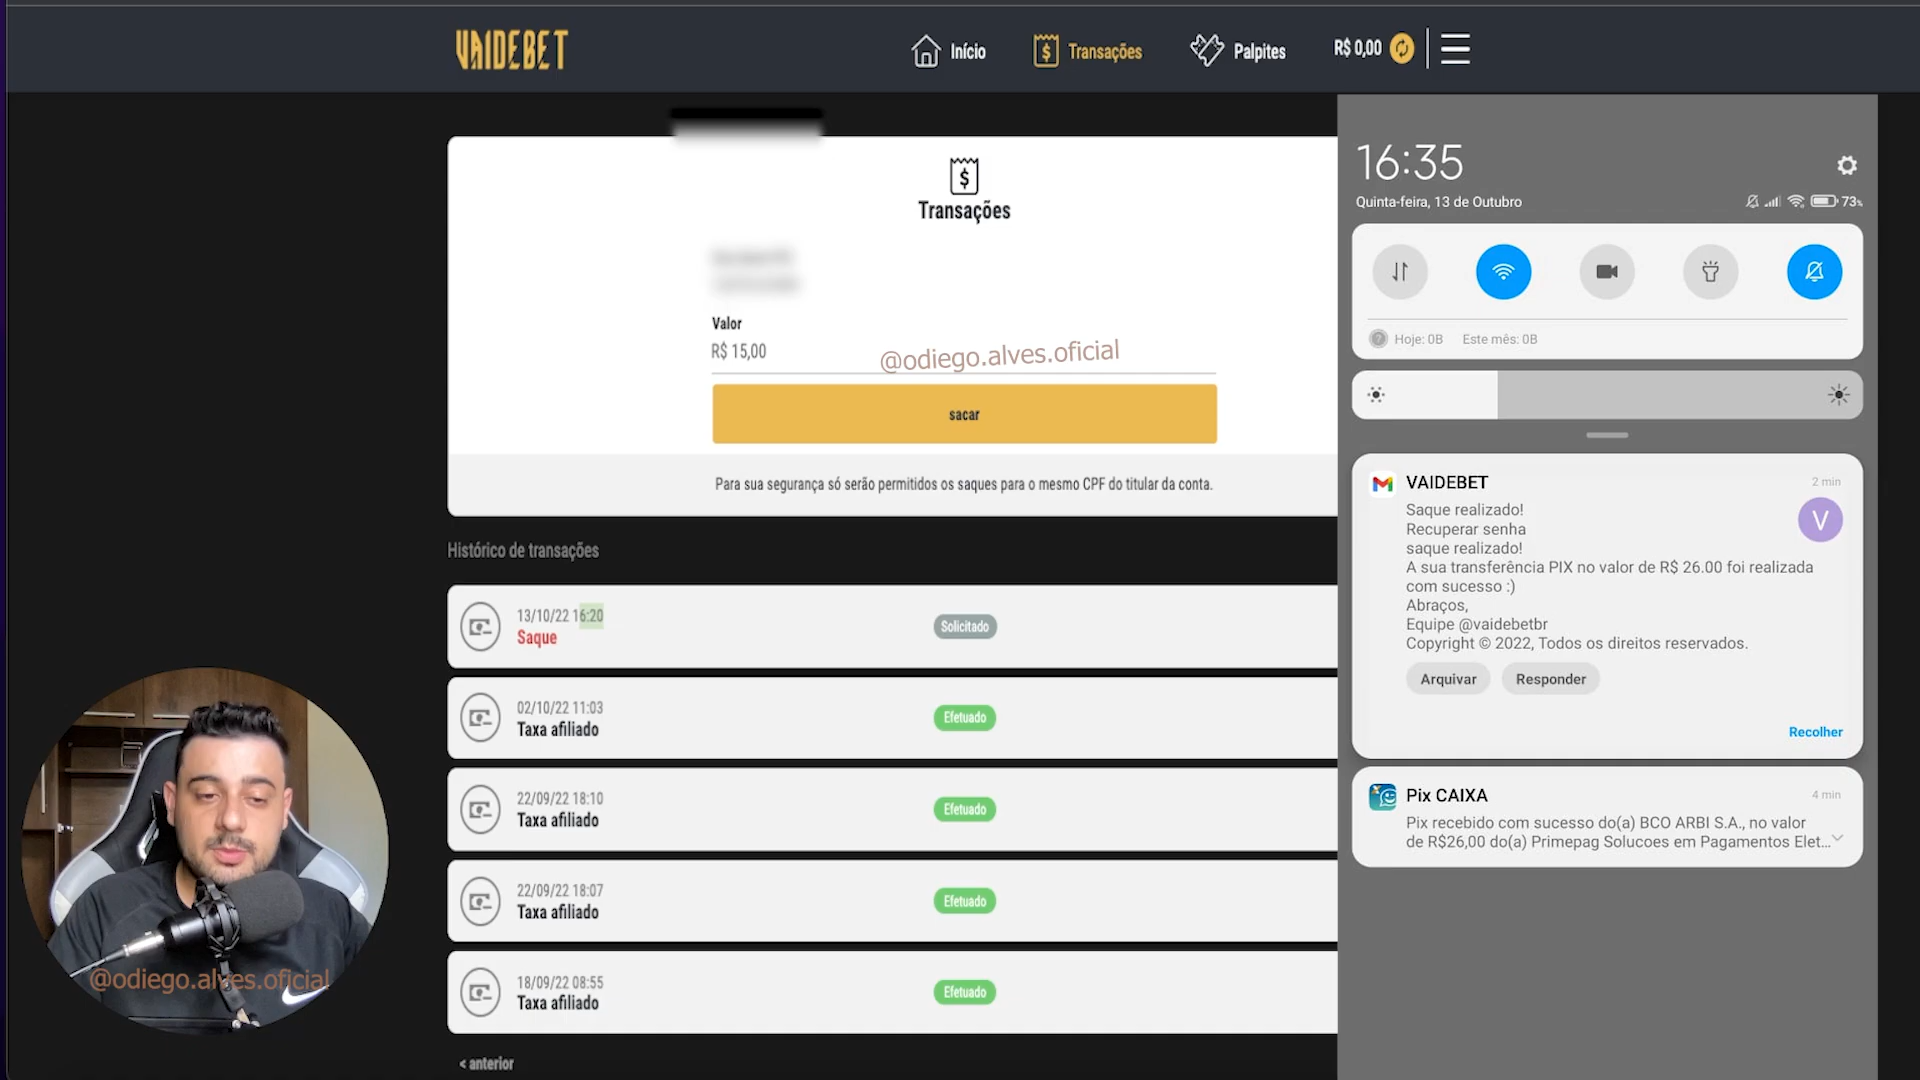 VAIDEBET
Início
Transações
Palpites
R$ 0,00
Transações
Valor
R$ 15,00
@odiego.alves.oficial
sacar
Para sua segurança só serão permitidos os saques para o mesmo CPF do titular da conta.
Histórico de transações
13/10/22 16:20
Saque
Solicitado
02/10/22 11:03
Taxa afiliado
Efetuado
22/09/22 18:10
Taxa afiliado
Efetuado
22/09/22 18:07
Taxa afiliado
Efetuado
18/09/22 08:55
Taxa afiliado
Efetuado
< anterior
@odiego.alves.oficial
16:35
Quinta-feira, 13 de Outubro
73%
Hoje: 0B Este mês: 0B
VAIDEBET
2 min
V
Saque realizado!
Recuperar senha
saque realizado!
A sua transferência PIX no valor de R$ 26.00 foi realizada
com sucesso :)
Abraços,
Equipe @vaidebetbr
Copyright © 2022, Todos os direitos reservados.
Arquivar
Responder
Recolher
Pix CAIXA
4 min
Pix recebido com sucesso do(a) BCO ARBI S.A., no valor
de R$26,00 do(a) Primepag Solucoes em Pagamentos Elet...